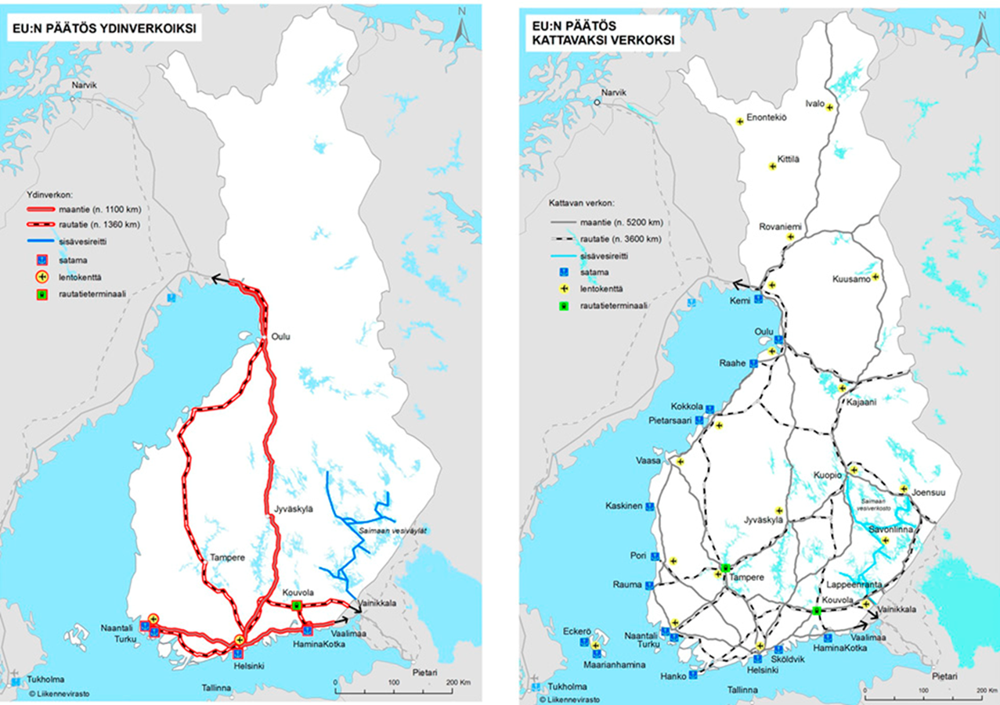 EU:N PÄÄTÖS YDINVERKOIKSI
N
Narvik
Ydinverkon:
maantie (n. 1100 km)
rautatie (n. 1360 km)
sisävesireitti
satama
lentokenttä
rautatieterminaali
Oulu
Jyväskylä
Saimaan vesiväylät
Tampere
Kouvola
Vainikkala
Naantali
Turku
Vaalimaa
HaminaKotka
Helsinki
Pietari
Tukholma
Tallinna
© Liikennevirasto
0 100 200 Km
EU:N PÄÄTÖS
KATTAVAKSI VERKOKSI
N
Narvik
Ivalo
Enontekiö
Kittilä
Kattavan verkon:
maantie (n. 5200 km)
rautatie (n. 3600 km)
sisävesireitti
satama
lentokenttä
rautatieterminaali
Rovaniemi
Kuusamo
Kemi
Oulu
Raahe
Kajaani
Kokkola
Pietarsaari
Vaasa
Kuopio
Joensuu
Saimaan
vesiverkosto
Kaskinen
Jyväskylä
Savonlinna
Pori
Tampere
Rauma
Lappeenranta
Kouvola
Vainikkala
Eckerö
Naantali
Turku
Vaalimaa
HaminaKotka
Maarianhamina
Sköldvik
Helsinki
Hanko
Pietari
Tukholma
Tallinna
© Liikennevirasto
0 100 200 Km